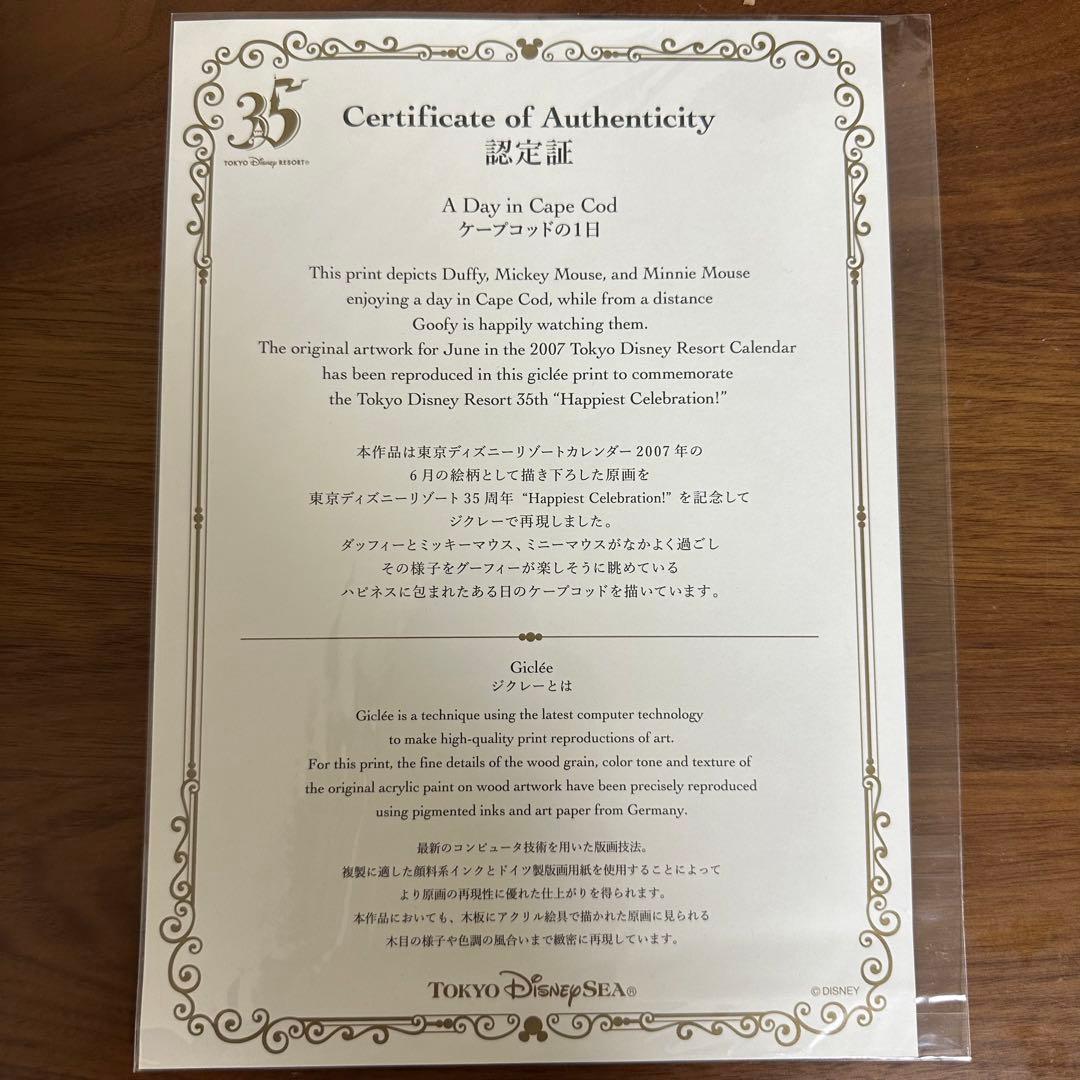 35
TOKYO Disney RESORT®
Certificate of Authenticity
認定証
A Day in Cape Cod
ケープコッドの1日
This print depicts Duffy, Mickey Mouse, and Minnie Mouse
enjoying a day in Cape Cod, while from a distance
Goofy is happily watching them.
The original artwork for June in the 2007 Tokyo Disney Resort Calendar
has been reproduced in this giclée print to commemorate
the Tokyo Disney Resort 35th “Happiest Celebration!”
本作品は東京ディズニーリゾートカレンダー2007年の
6月の絵柄として描き下ろした原画を
東京ディズニーリゾート35周年 “Happiest Celebration!” を記念して
ジクレーで再現しました。
ダッフィーとミッキーマウス、ミニーマウスがなかよく過ごし
その様子をグーフィーが楽しそうに眺めている
ハピネスに包まれたある日のケープコッドを描いています。
Giclée
ジクレーとは
Giclée is a technique using the latest computer technology
to make high-quality print reproductions of art.
For this print, the fine details of the wood grain, color tone and texture of
the original acrylic paint on wood artwork have been precisely reproduced
using pigmented inks and art paper from Germany.
最新のコンピュータ技術を用いた版画技法。
複製に適した顔料系インクとドイツ製版画用紙を使用することによって
より原画の再現性に優れた仕上がりを得られます。
本作品においても、木板にアクリル絵具で描かれた原画に見られる
木目の様子や色調の風合いまで緻密に再現しています。
TOKYO DISNEYSEA®
© DISNEY